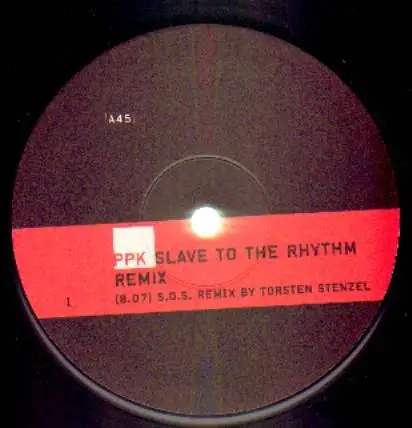 A45
PPK SLAVE TO THE RHYTHM
REMIX
1 (8.07) S.O.S. REMIX BY TORSTEN STENZEL